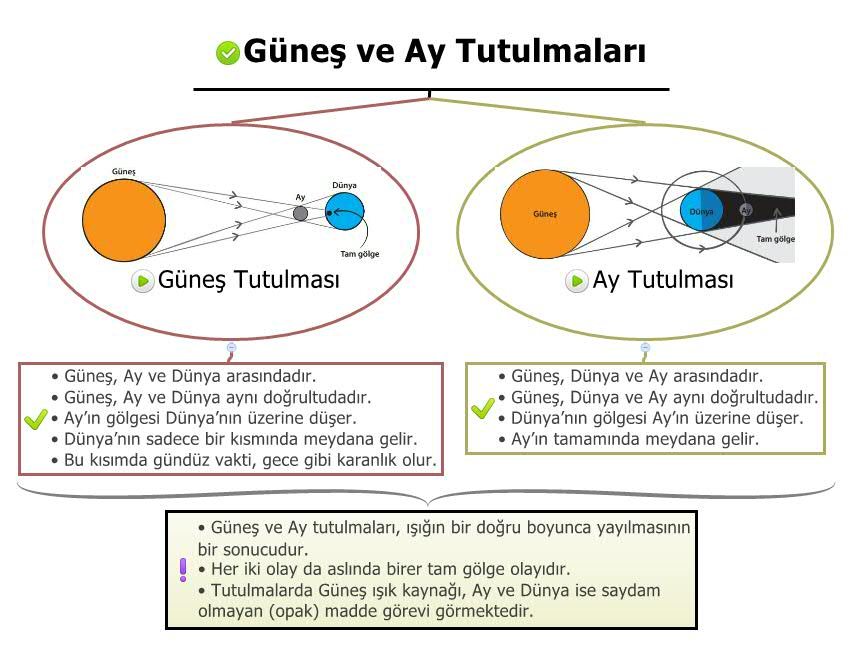 Güneş ve Ay Tutulmaları
Güneş
Ay
Dünya
Tam gölge
Güneş Tutulması
Güneş
Dünya
Ay
Tam gölge
Ay Tutulması
• Güneş, Ay ve Dünya arasındadır.
• Güneş, Ay ve Dünya aynı doğrultudadır.
• Ay’ın gölgesi Dünya’nın üzerine düşer.
• Dünya’nın sadece bir kısmında meydana gelir.
• Bu kısımda gündüz vakti, gece gibi karanlık olur.
• Güneş, Dünya ve Ay arasındadır.
• Güneş, Dünya ve Ay aynı doğrultudadır.
• Dünya’nın gölgesi Ay’ın üzerine düşer.
• Ay’ın tamamında meydana gelir.
• Güneş ve Ay tutulmaları, ışığın bir doğru boyunca yayılmasının
bir sonucudur.
• Her iki olay da aslında birer tam gölge olayıdır.
• Tutulmalarda Güneş ışık kaynağı, Ay ve Dünya ise saydam
olmayan (opak) madde görevi görmektedir.